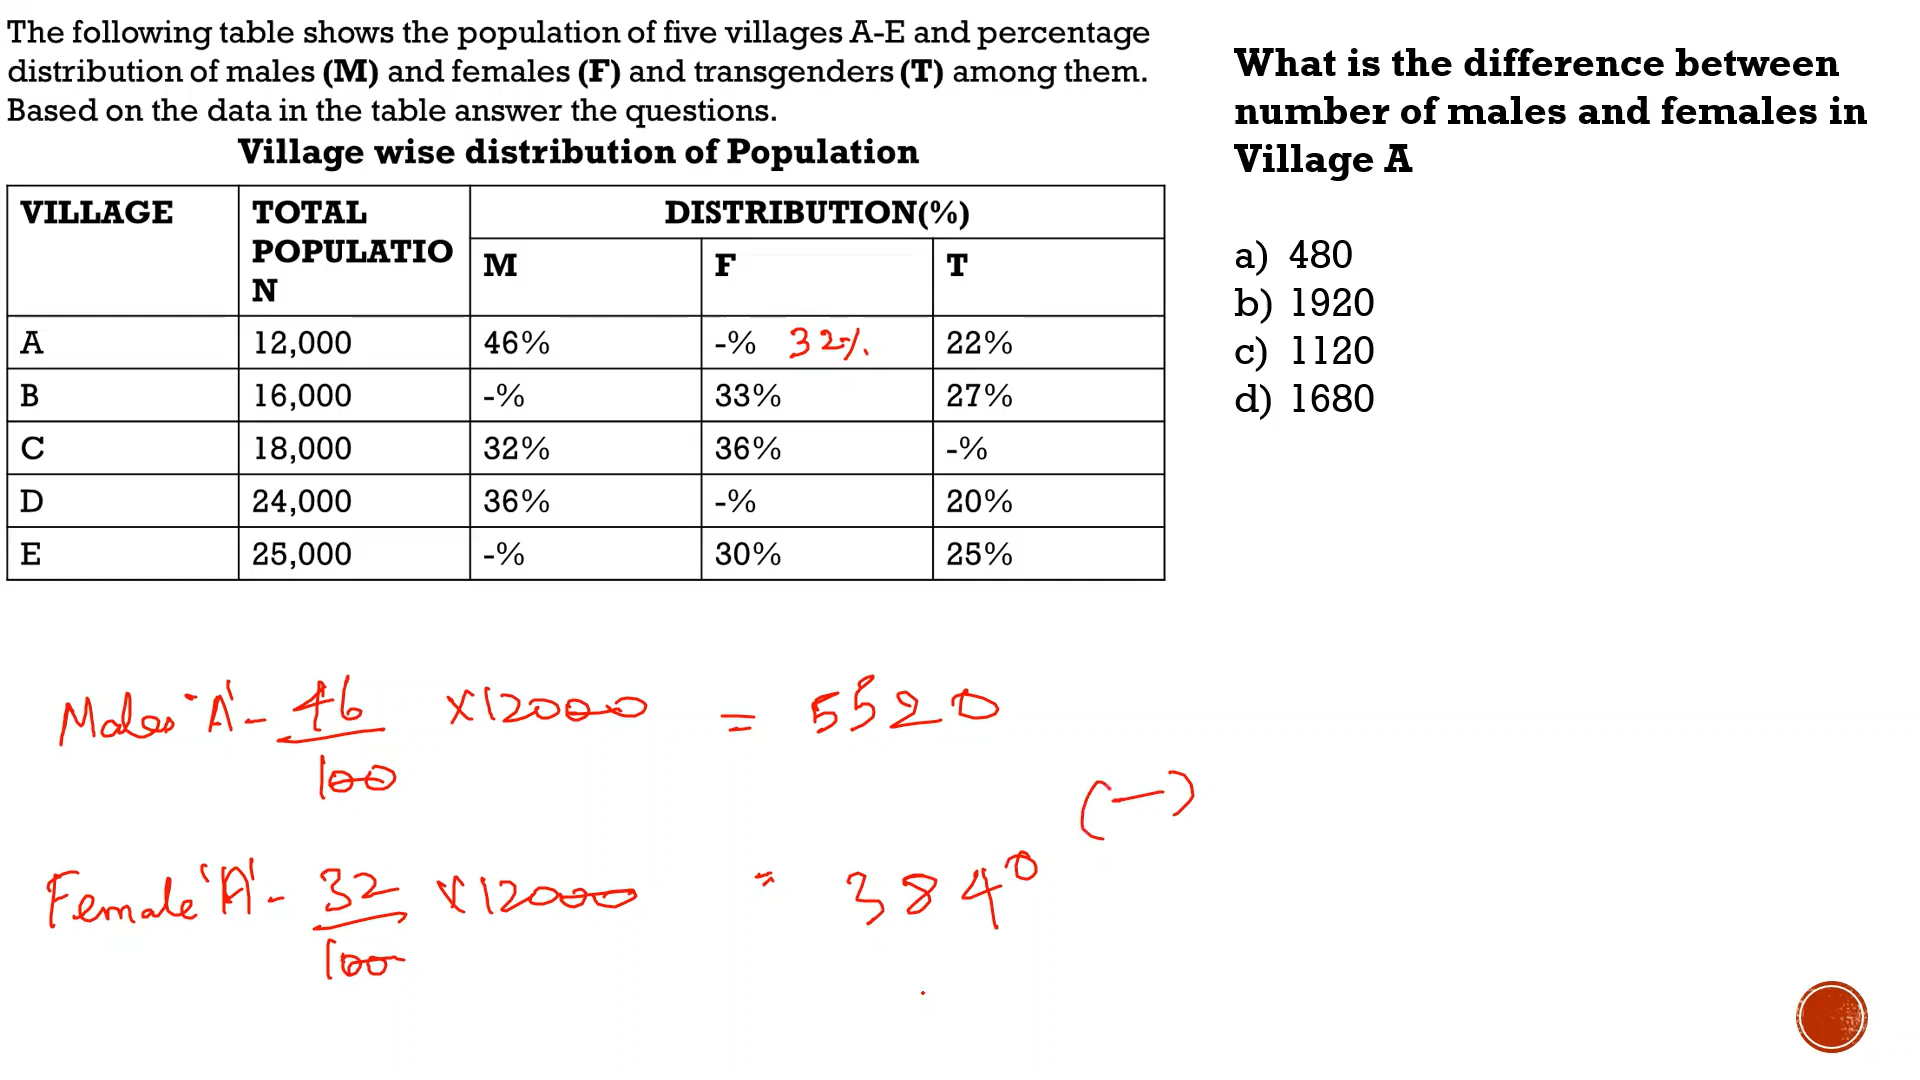 The following table shows the population of five villages A-E and percentage
distribution of males (M) and females (F) and transgenders (T) among them.
Based on the data in the table answer the questions.
Village wise distribution of Population
VILLAGE TOTAL POPULATIO N DISTRIBUTION(%)
M F T
A 12,000 46% -% 32% 22%
B 16,000 -% 33% 27%
C 18,000 32% 36% -%
D 24,000 36% -% 20%
E 25,000 -% 30% 25%
What is the difference between
number of males and females in
Village A
a) 480
b) 1920
c) 1120
d) 1680
Males 'A' - 46/100 x12000 = 5520
(-)
Female 'A' - 32/100 x12000 = 3840